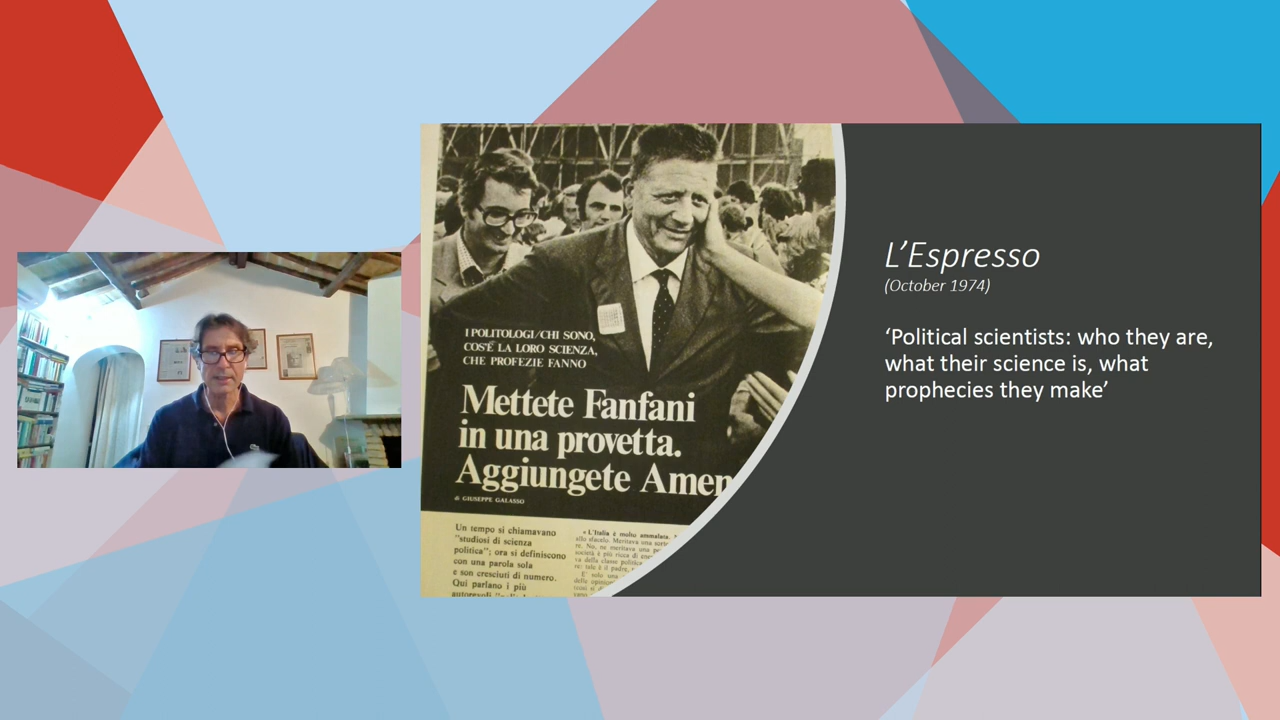 I POLITOLOGI/CHI SONO,
COS'È LA LORO SCIENZA,
CHE PROFEZIE FANNO
Mettete Fanfani
in una provetta.
Aggiungete Amen
di GIUSEPPE GALASSO
Un tempo si chiamavano
"studiosi di scienza
politica"; ora si definiscono
con una parola sola
e son cresciuti di numero.
Qui parlano i più
autorevoli
« L'Italia è molto ammalata.
L'Espresso
(October 1974)
‘Political scientists: who they are,
what their science is, what
prophecies they make’